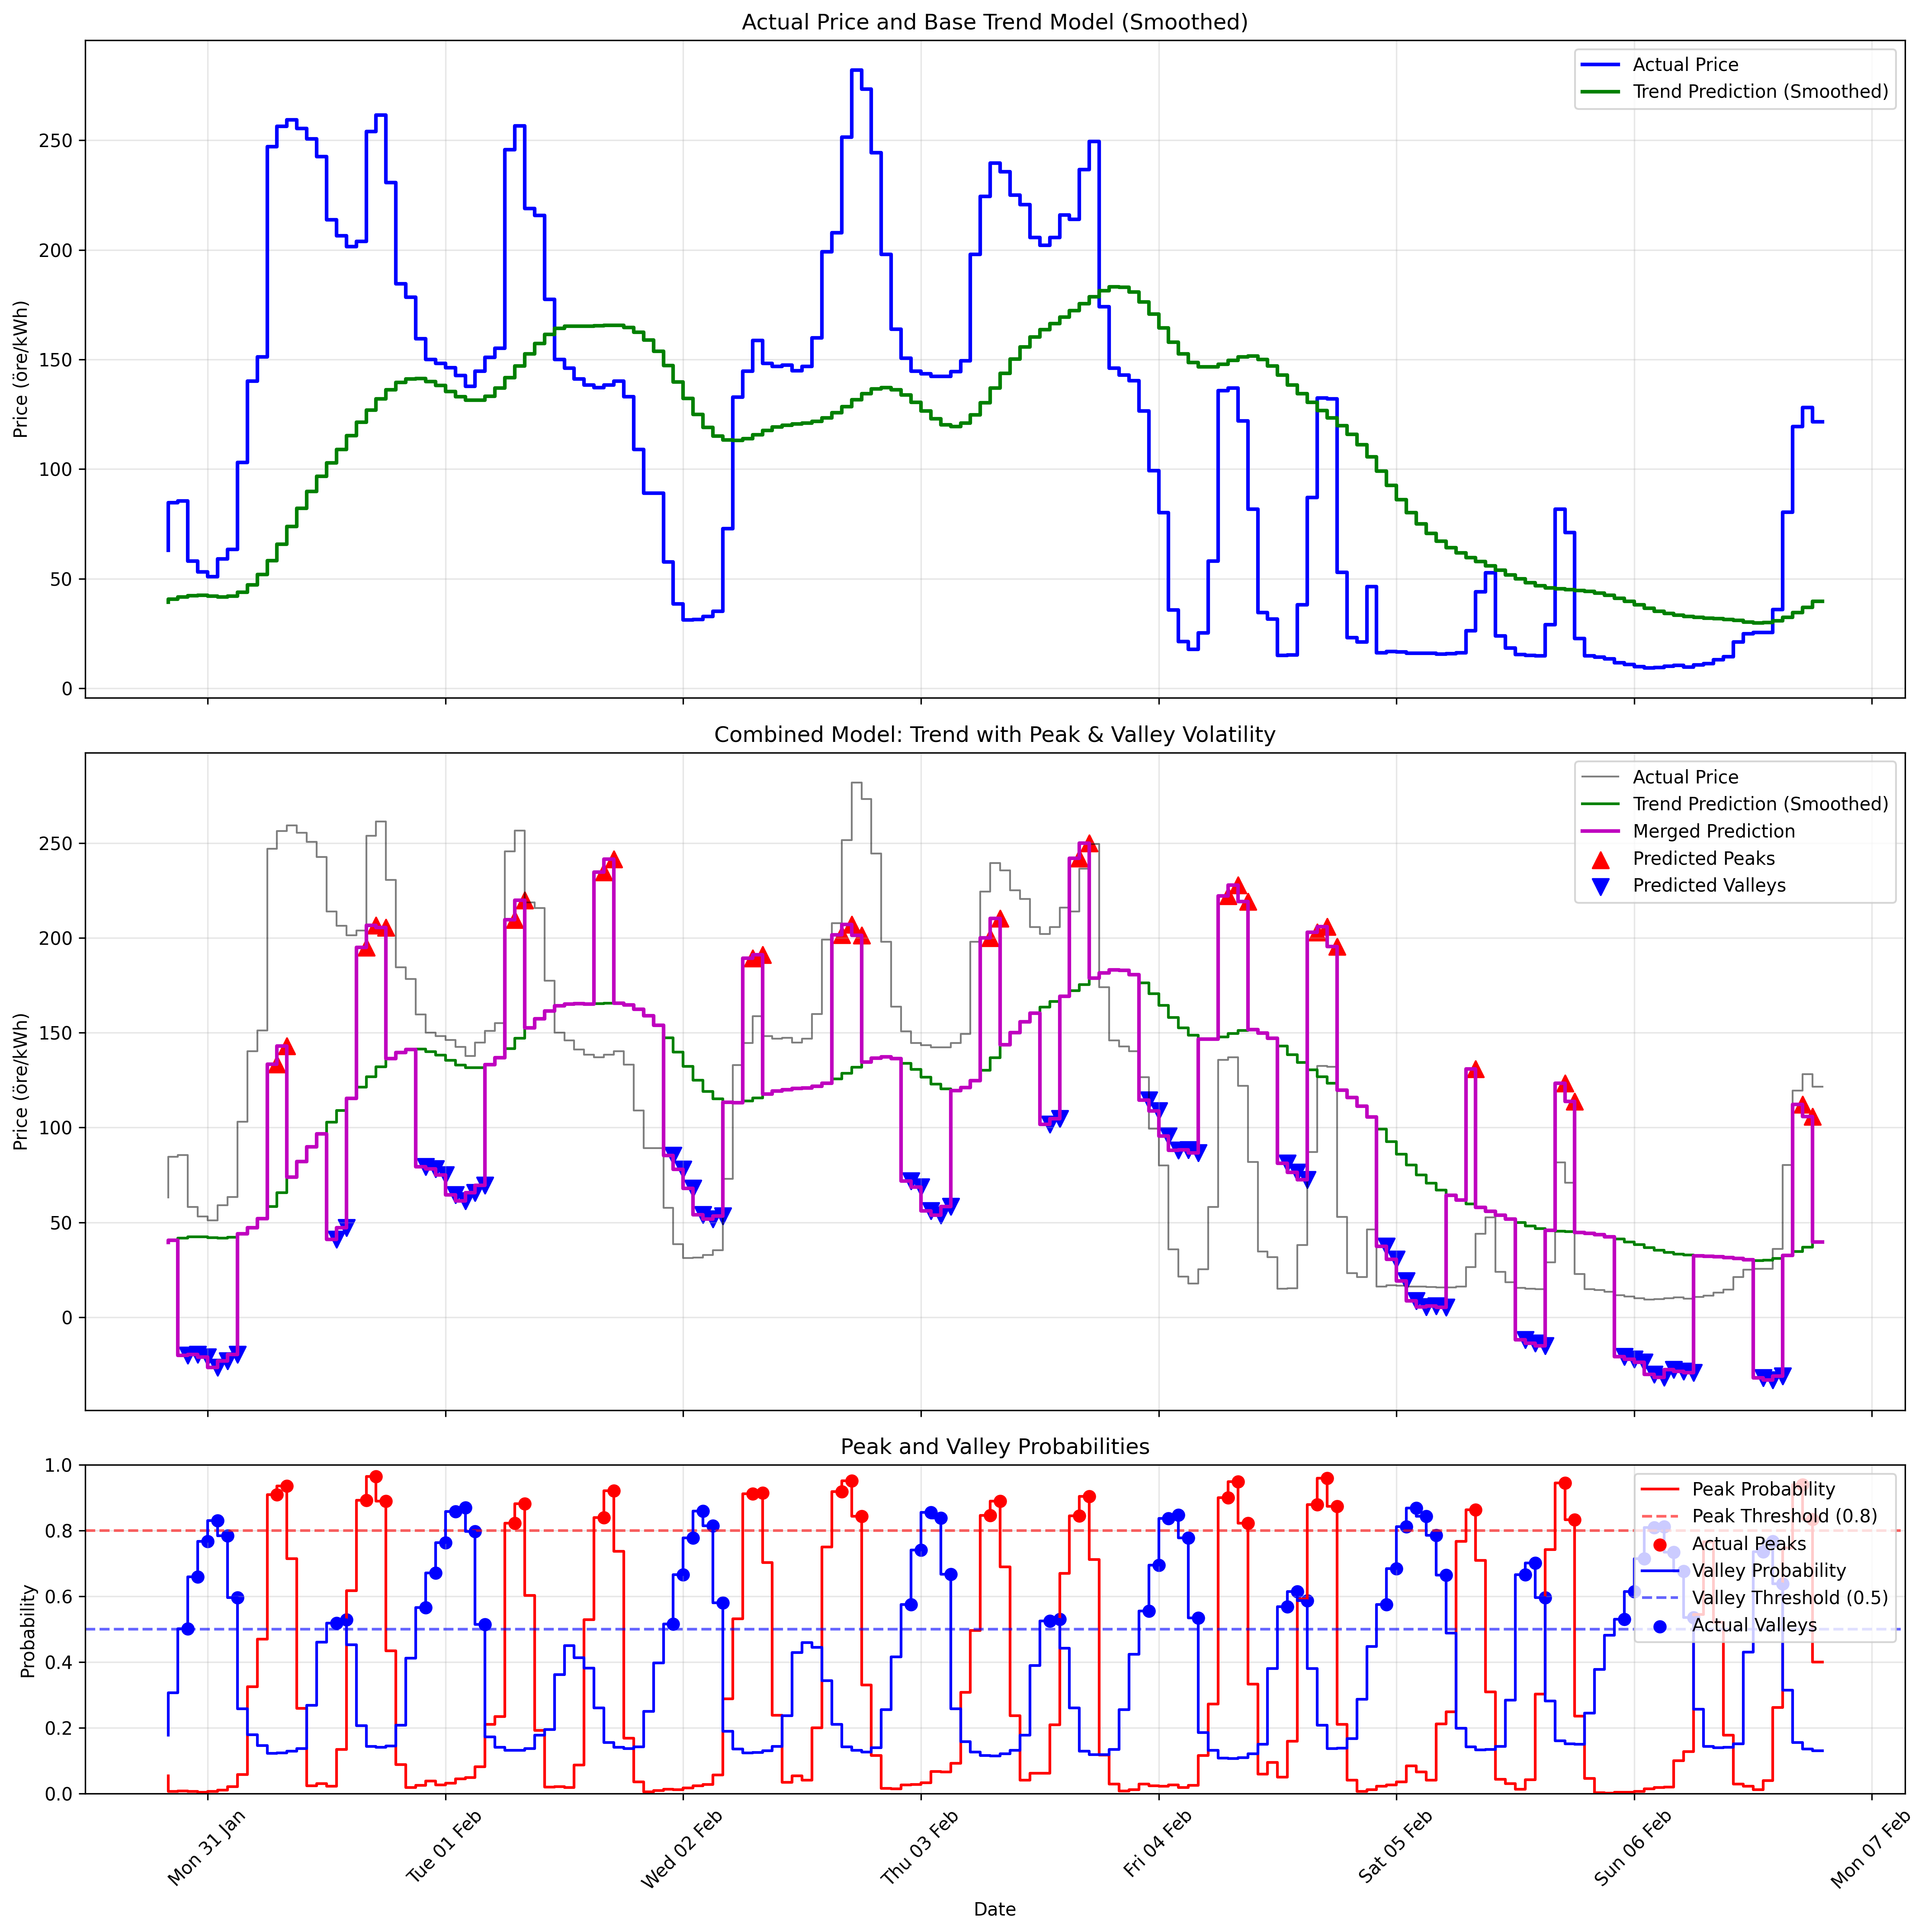 Actual Price and Base Trend Model (Smoothed)
Price (öre/kWh)
250
200
150
100
50
0
Actual Price
Trend Prediction (Smoothed)
Combined Model: Trend with Peak & Valley Volatility
Price (öre/kWh)
250
200
150
100
50
0
Actual Price
Trend Prediction (Smoothed)
Merged Prediction
Predicted Peaks
Predicted Valleys
Peak and Valley Probabilities
Probability
1.0
0.8
0.6
0.4
0.2
0.0
Peak Probability
Peak Threshold (0.8)
Actual Peaks
Valley Probability
Valley Threshold (0.5)
Actual Valleys
Mon 31 Jan
Tue 01 Feb
Wed 02 Feb
Thu 03 Feb
Fri 04 Feb
Sat 05 Feb
Sun 06 Feb
Mon 07 Feb
Date